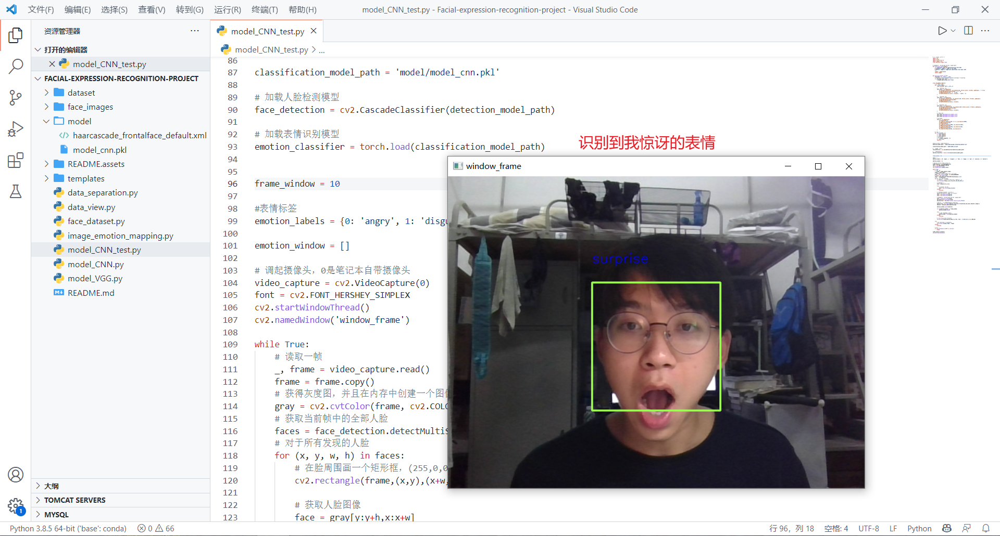 文件(F) 编辑(E) 选择(S) 查看(V) 转到(G) 运行(R) 终端(T) 帮助(H) model_CNN_test.py - Facial-expression-recognition-project - Visual Studio Code
资源管理器
打开的编辑器
model_CNN_test.py
FACIAL-EXPRESSION-RECOGNITION-PROJECT
dataset
face_images
model
haarcascade_frontalface_default.xml
model_cnn.pkl
README.assets
templates
data_separation.py
data_view.py
face_dataset.py
image_emotion_mapping.py
model_CNN_test.py
model_CNN.py
model_VGG.py
README.md
大纲
TOMCAT SERVERS
MYSQL
1
model_CNN_test.py
model_CNN_test.py > ...
86
87 classification_model_path = 'model/model_cnn.pkl'
88
89 # 加载人脸检测模型
90 face_detection = cv2.CascadeClassifier(detection_model_path)
91
92 # 加载表情识别模型
93 emotion_classifier = torch.load(classification_model_path)
94
95
96 frame_window = 10
97
98 #表情标签
99 emotion_labels = {0: 'angry', 1: 'disgu
100
101 emotion_window = []
102
103 # 调起摄像头，0是笔记本自带摄像头
104 video_capture = cv2.VideoCapture(0)
105 font = cv2.FONT_HERSHEY_SIMPLEX
106 cv2.startWindowThread()
107 cv2.namedWindow('window_frame')
108
109 while True:
110 # 读取一帧
111 _, frame = video_capture.read()
112 frame = frame.copy()
113 # 获得灰度图，并且在内存中创建一个图像
114 gray = cv2.cvtColor(frame, cv2.COLO
115 # 获取当前帧中的全部人脸
116 faces = face_detection.detectMultiS
117 # 对于所有发现的人脸
118 for (x, y, w, h) in faces:
119 # 在脸周围画一个矩形框，(255,0,0
120 cv2.rectangle(frame,(x,y),(x+w,
121
122 # 获取人脸图像
123 face = gray[y:y+h,x:x+w]
识别到我惊讶的表情
window_frame
surprise
Python 3.8.5 64-bit ('base': conda) 0 66 行 96，列 18 空格: 4 UTF-8 LF Python